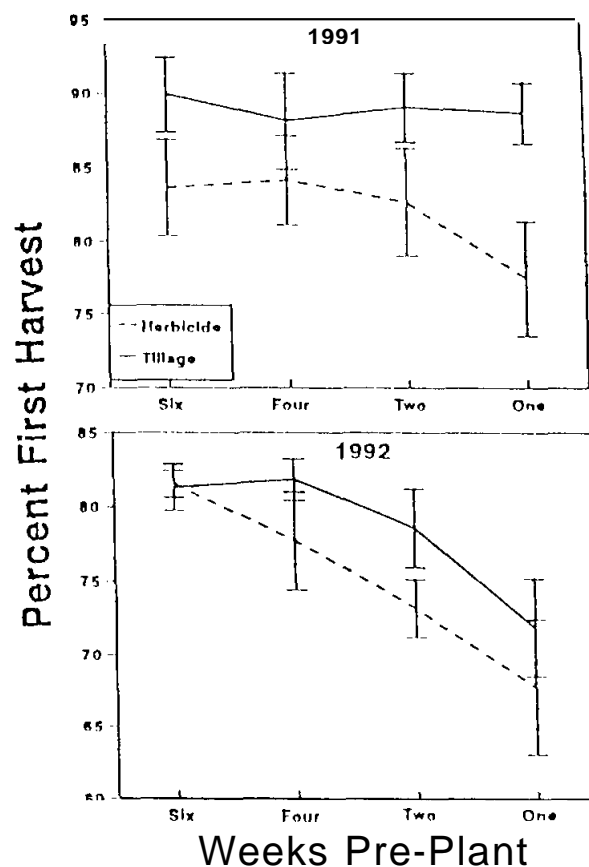 Percent First Harvest
1991
95
90
85
80
75
70
Herbicide
Tillage
Six Four Two One
1992
85
80
75
70
65
60
Six Four Two One
Weeks Pre-Plant